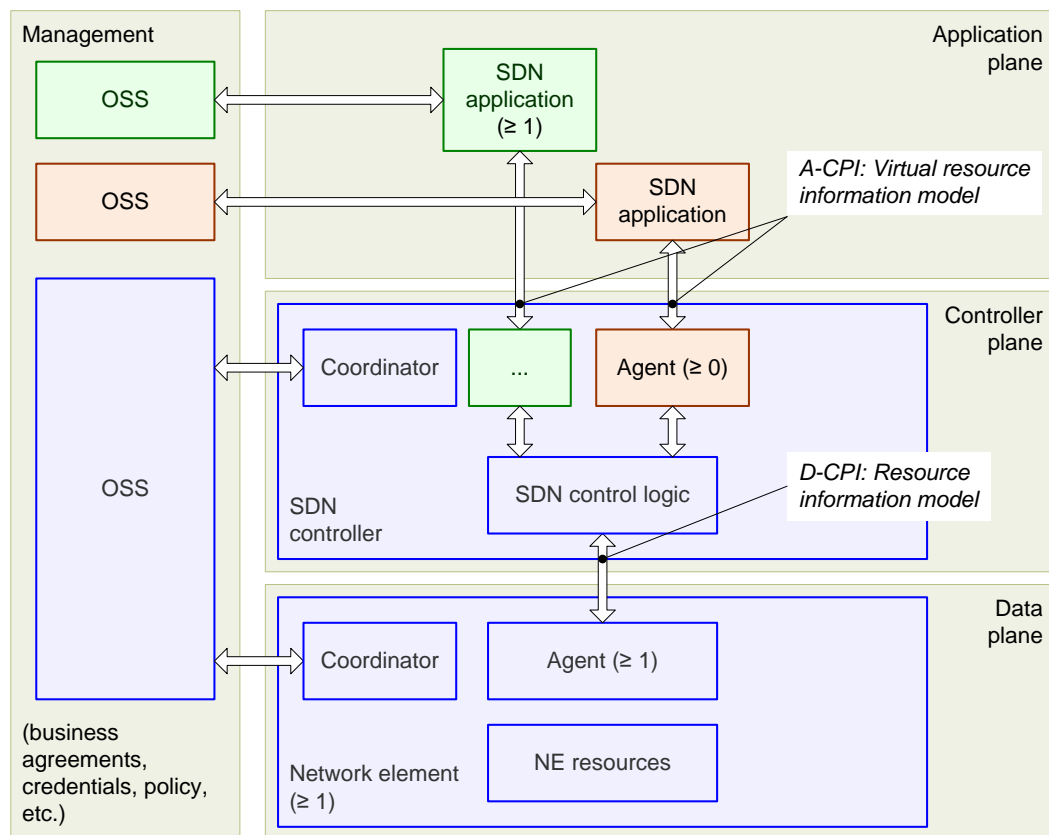 Management
OSS
OSS
OSS
(business
agreements,
credentials, policy,
etc.)
Application
plane
SDN
application
(≥ 1)
SDN
application
A-CPI: Virtual resource
information model
Controller
plane
Coordinator
...
Agent (≥ 0)
SDN control logic
SDN
controller
D-CPI: Resource
information model
Data
plane
Coordinator
Agent (≥ 1)
NE resources
Network element
(≥ 1)